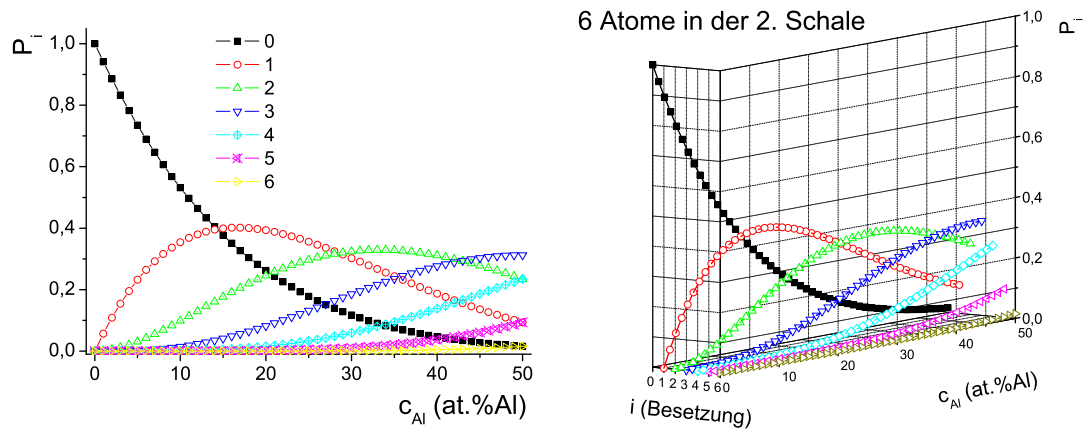 P_i
1,0
0,8
0,6
0,4
0,2
0,0
0
1
2
3
4
5
6
0 10 20 30 40 50
c_Al (at.%Al)
6 Atome in der 2. Schale
P_i
1,0
0,8
0,6
0,4
0,2
0,0
0 1 2 3 4 5 6 0
10 20 30 40 50
i (Besetzung)
c_Al (at.%Al)